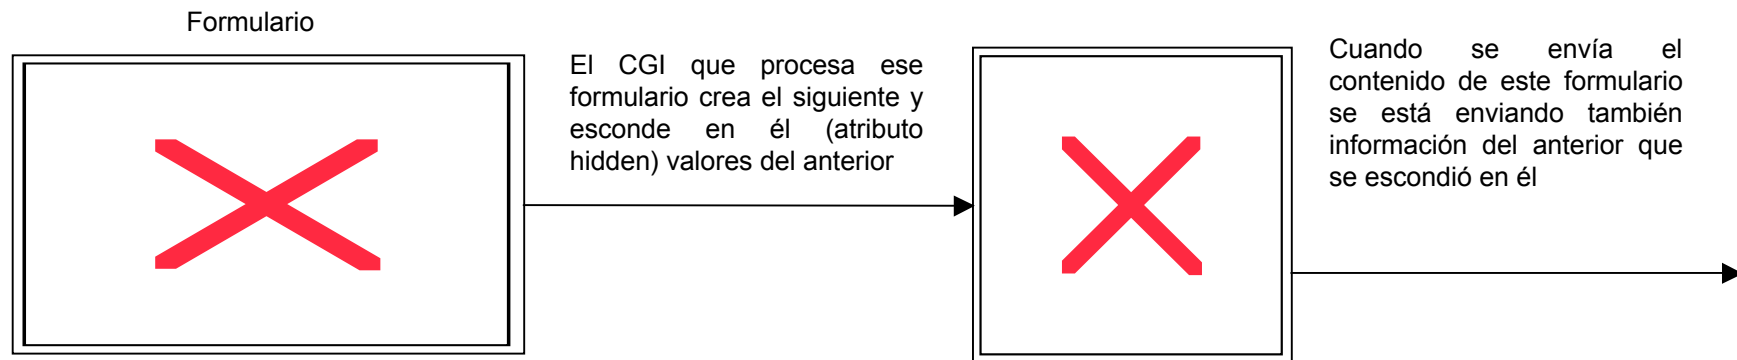 Formulario
El CGI que procesa ese
formulario crea el siguiente y
esconde en él (atributo
hidden) valores del anterior
Cuando se envía el
contenido de este formulario
se está enviando también
información del anterior que
se escondió en él